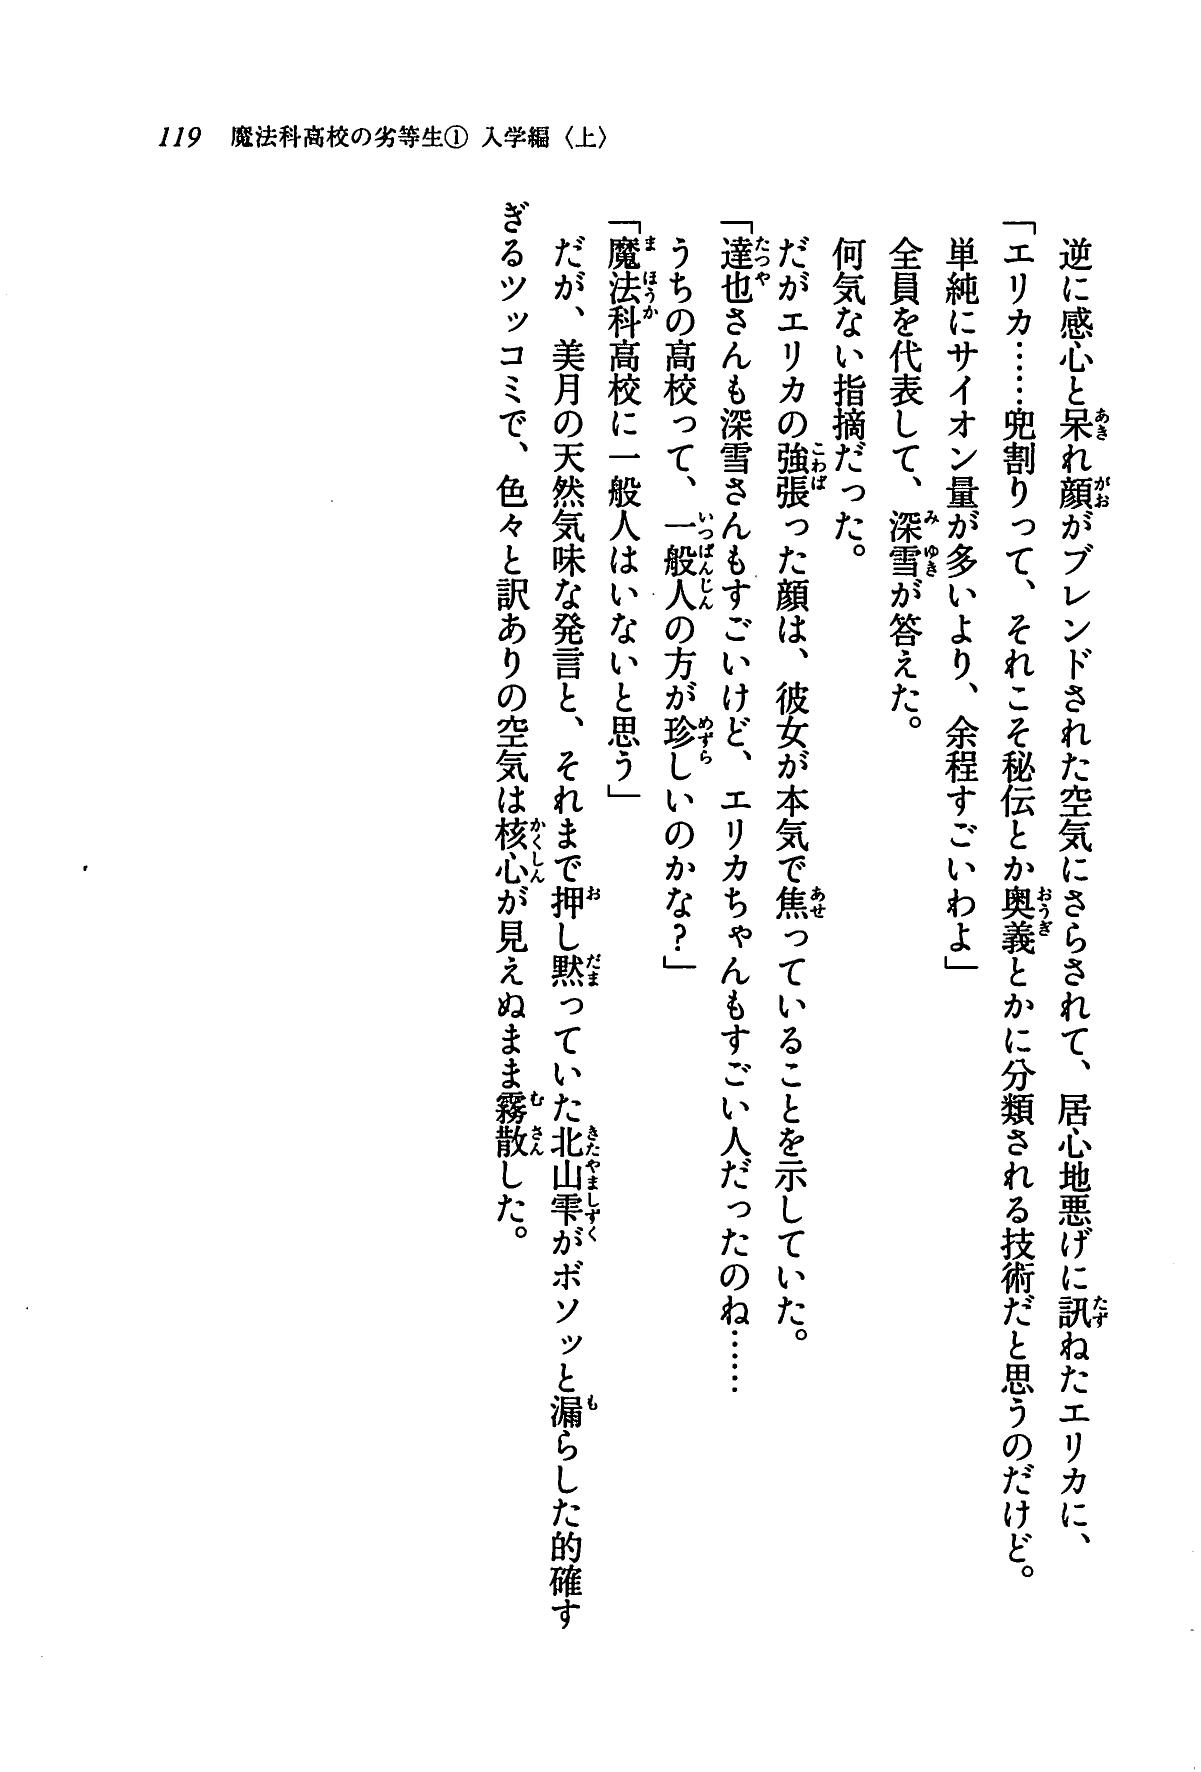 119 魔法科高校の劣等生① 入学編〈上〉
逆に感心と呆れ顔がブレンドされた空気にさらされて、居心地悪げに訊ねたエリカに、
「エリカ……兜割りって、それこそ秘伝とか奥義とかに分類される技術だと思うのだけど。
単純にサイオン量が多いより、余程すごいわよ」
全員を代表して、深雪が答えた。
何気ない指摘だった。
だがエリカの強張った顔は、彼女が本気で焦っていることを示していた。
「達也さんも深雪さんもすごいけど、エリカちゃんもすごい人だったのね……
うちの高校って、一般人の方が珍しいのかな？」
「魔法科高校に一般人はいないと思う」
だが、美月の天然気味な発言と、それまで押し黙っていた北山雫がボソッと漏らした的確す
ぎるツッコミで、色々と訳ありの空気は核心が見えぬまま霧散した。